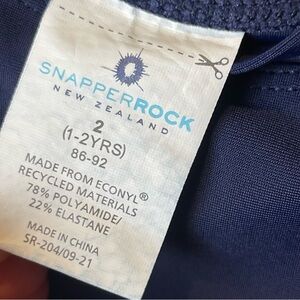 SNAPPERROCK
NEW ZEALAND
2
(1-2YRS)
86-92
MADE FROM ECONYL®
RECYCLED MATERIALS
78% POLYAMIDE/
22% ELASTANE
MADE IN CHINA
SR-204/09-21